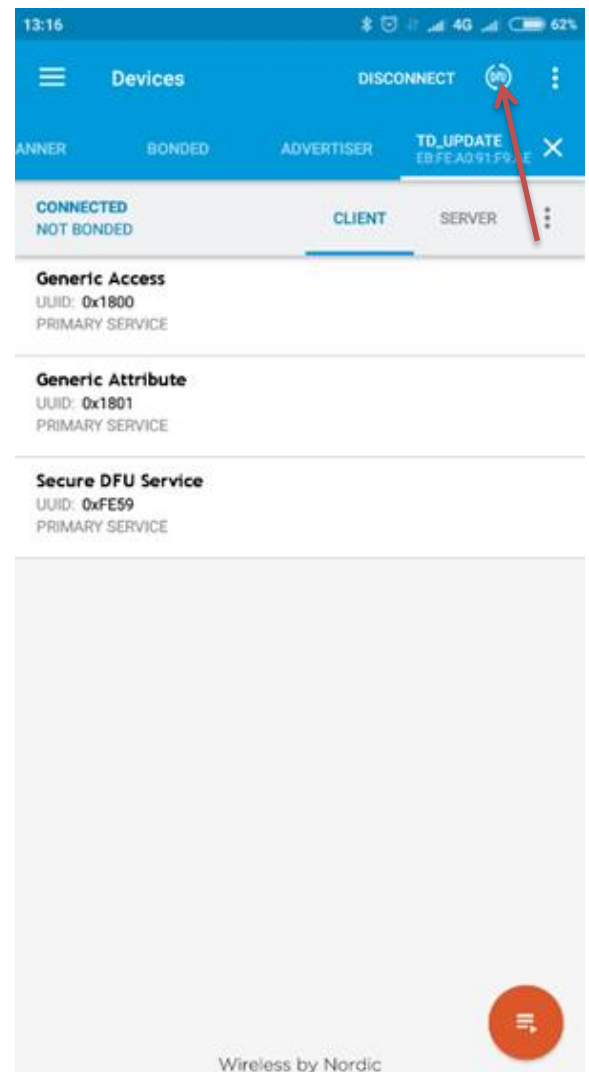 13:16 4G 62%
Devices DISCONNECT DFU
ANNER BONDED ADVERTISER TD_UPDATE
CONNECTED CLIENT SERVER
NOT BONDED
Generic Access
UUID: 0x1800
PRIMARY SERVICE
Generic Attribute
UUID: 0x1801
PRIMARY SERVICE
Secure DFU Service
UUID: 0xFE59
PRIMARY SERVICE
Wireless by Nordic